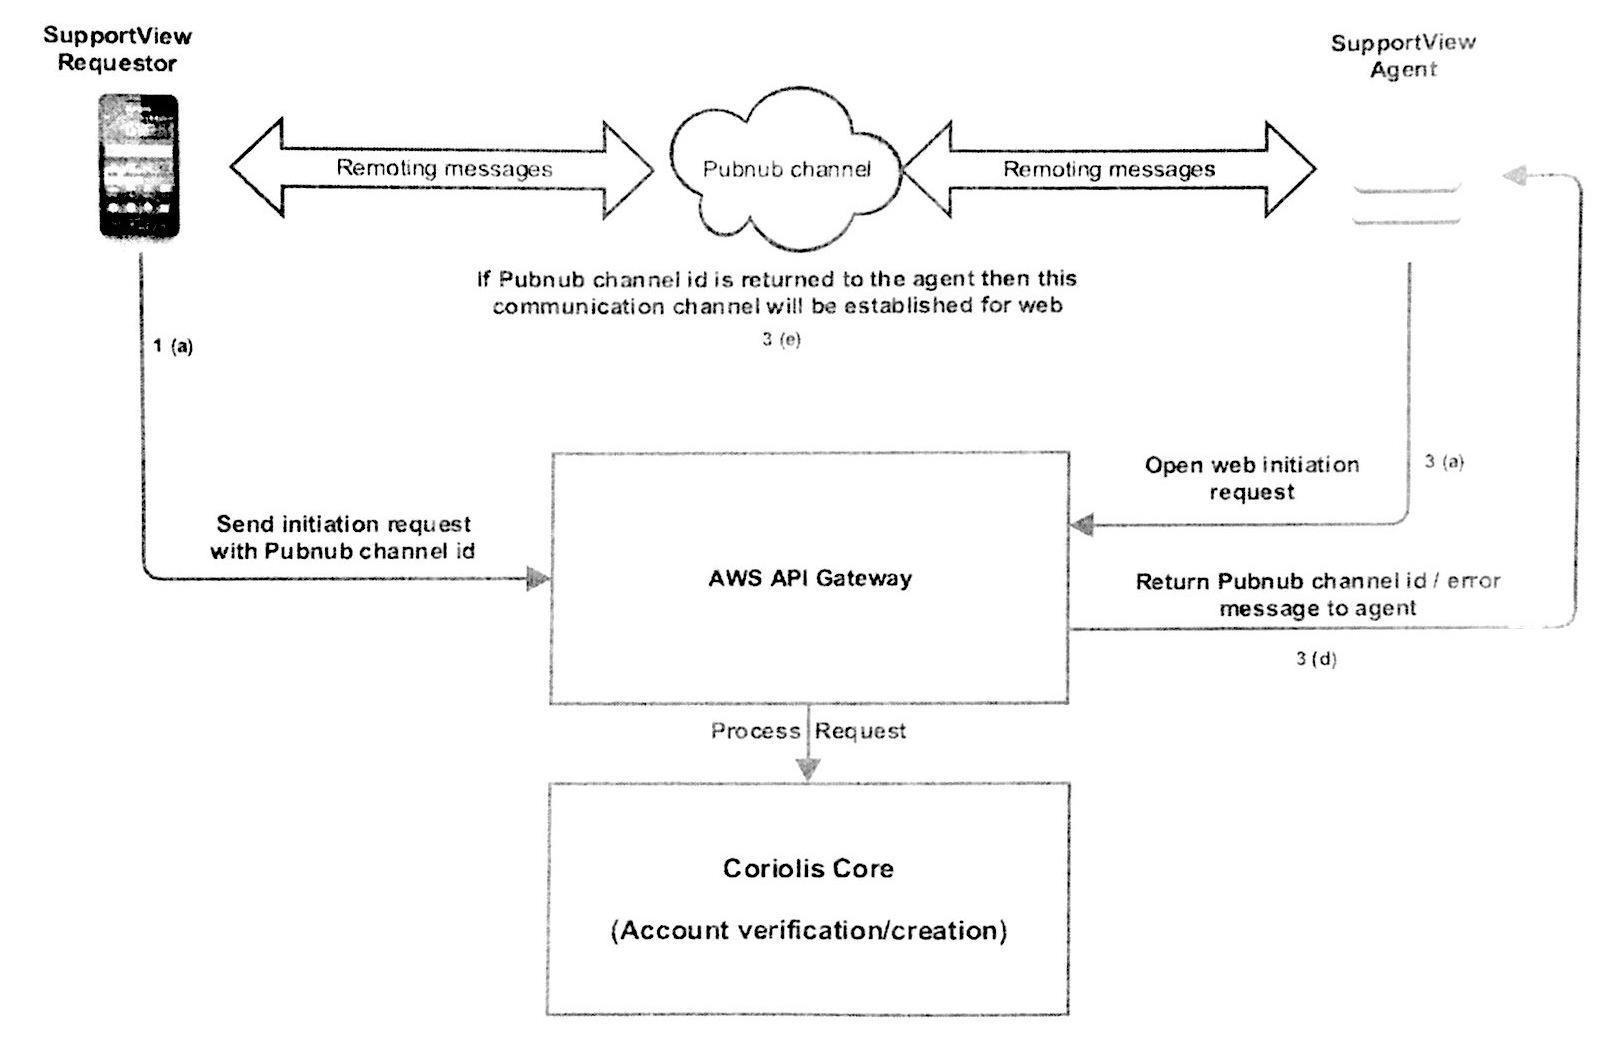 SupportView
Requestor
SupportView
Agent
Remoting messages
Pubnub channel
Remoting messages
If Pubnub channel id is returned to the agent then this
communication channel will be established for web
3 (e)
1 (a)
Open web initiation
request
3 (a)
Send initiation request
with Pubnub channel id
AWS API Gateway
Return Pubnub channel id / error
message to agent
3 (d)
Process Request
Coriolis Core
(Account verification/creation)